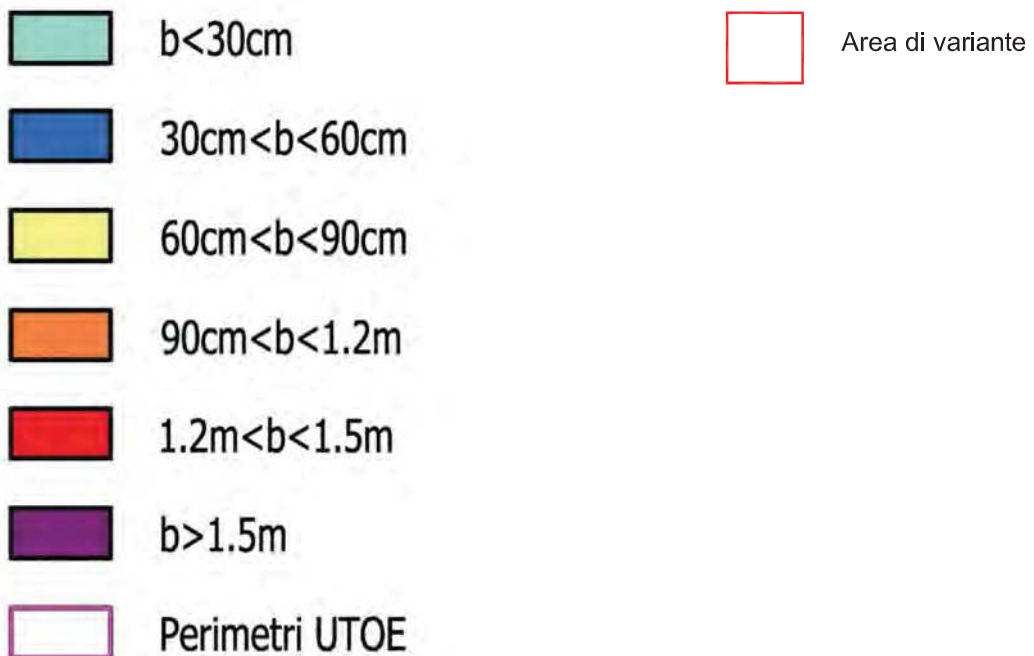 b<30cm
Area di variante
30cm<b<60cm
60cm<b<90cm
90cm<b<1.2m
1.2m<b<1.5m
b>1.5m
Perimetri UTOE